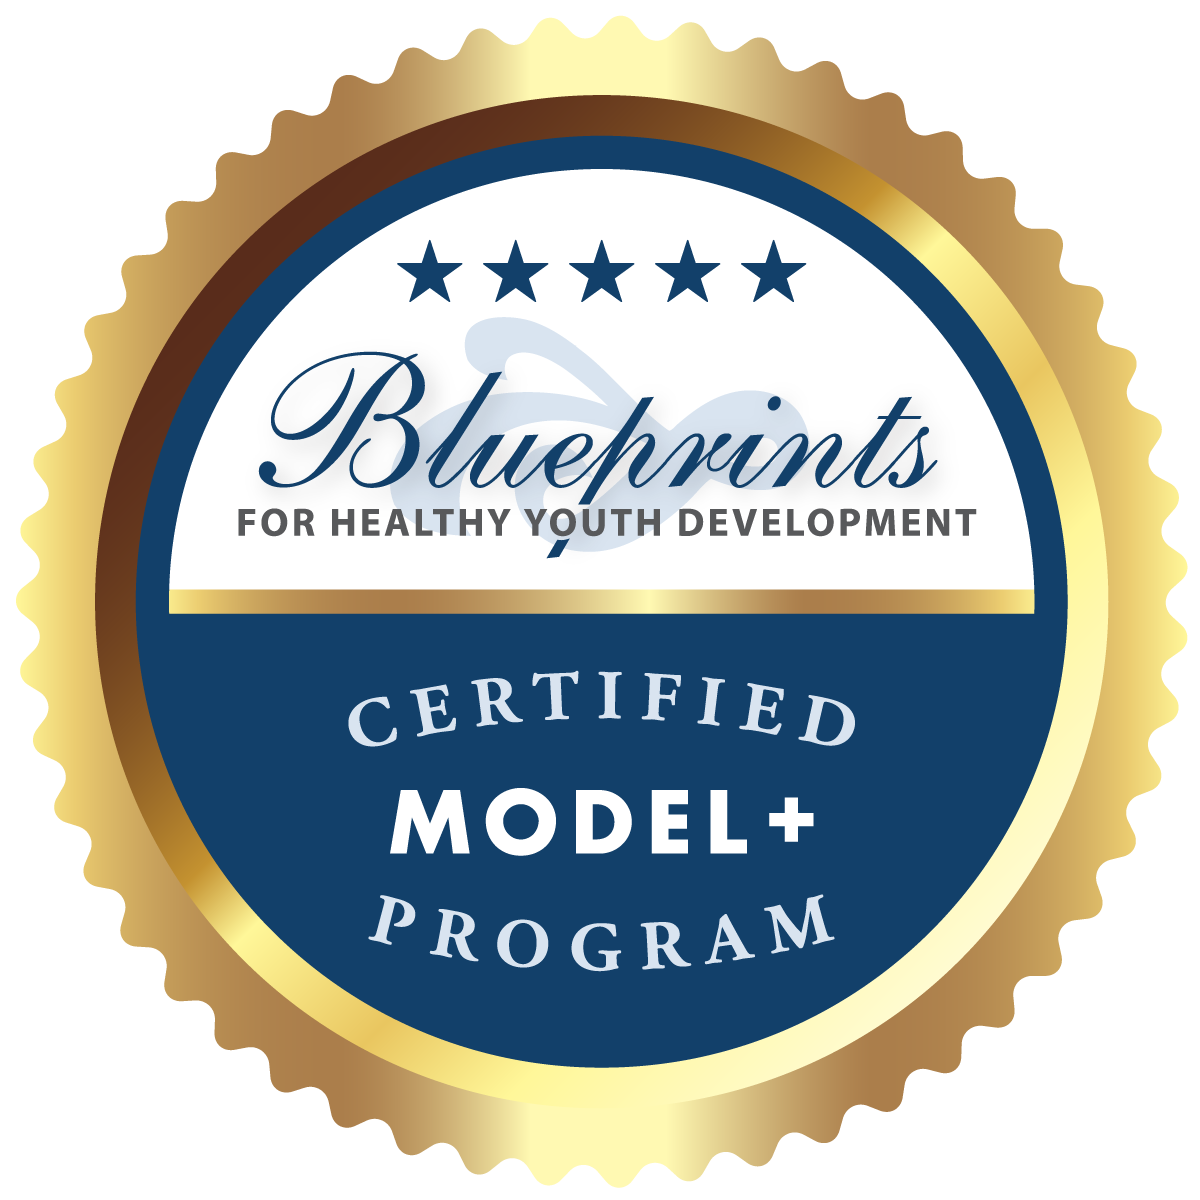 Blueprints
FOR HEALTHY YOUTH DEVELOPMENT
CERTIFIED
MODEL+
PROGRAM